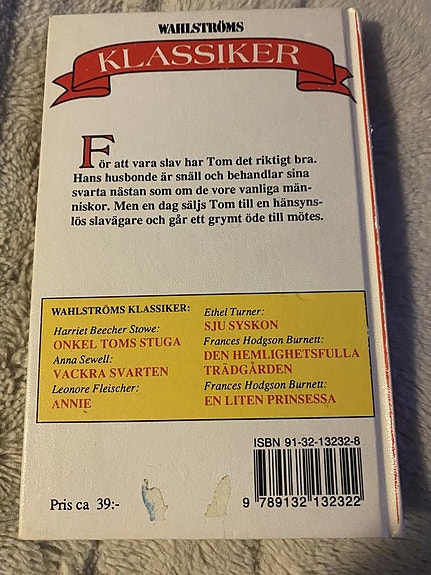 WAHLSTRÖMS
KLASSIKER
För att vara slav har Tom det riktigt bra.
Hans husbonde är snäll och behandlar sina
svarta nästan som om de vore vanliga män-
niskor. Men en dag säljs Tom till en hänsyns-
lös slavägare och går ett grymt öde till mötes.
WAHLSTRÖMS KLASSIKER:
Harriet Beecher Stowe:
ONKEL TOMS STUGA
Anna Sewell:
VACKRA SVARTEN
Leonore Fleischer:
ANNIE
Ethel Turner:
SJU SYSKON
Frances Hodgson Burnett:
DEN HEMLIGHETSFULLA
TRÄDGÅRDEN
Frances Hodgson Burnett:
EN LITEN PRINSESSA
ISBN 91-32-13232-8
9 789132 132322
Pris ca 39:-